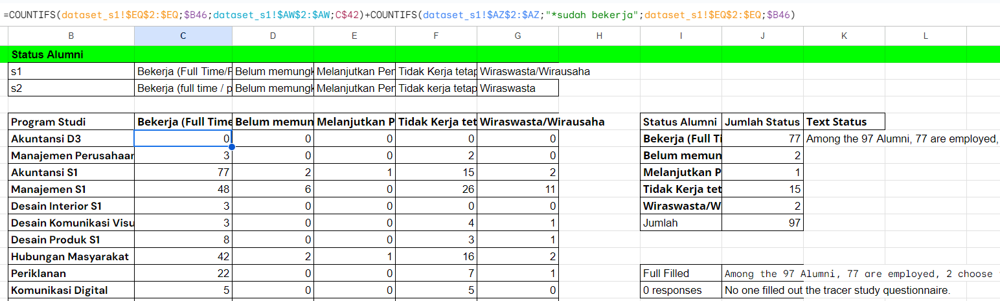 =COUNTIFS(dataset_s1!$EQ$2:$EQ;$B46;dataset_s1!$AW$2:$AW;C$42)+COUNTIFS(dataset_s1!$AZ$2:$AZ;"*sudah bekerja";dataset_s1!$EQ$2:$EQ;$B46)
B C D E F G H I J K L
Status Alumni
s1 Bekerja (Full Time/F Belum memungk Melanjutkan Per Tidak Kerja tetap Wiraswasta/Wirausaha
s2 Bekerja (full time / p Belum memungk Melanjutkan Per Tidak kerja tetap Wiraswasta
Program Studi Bekerja (Full Time Belum memun Melanjutkan P Tidak Kerja tet Wiraswasta/Wirausaha Status Alumni Jumlah Status Text Status
Akuntansi D3 0 0 0 0 0 Bekerja (Full Ti 77 Among the 97 Alumni, 77 are employed,
Manajemen Perusahaar 3 0 0 2 0 Belum memun 2
Akuntansi S1 77 2 1 15 2 Melanjutkan P 1
Manajemen S1 48 6 0 26 11 Tidak Kerja tet 15
Desain Interior S1 3 0 0 0 0 Wiraswasta/W 2
Desain Komunikasi Visu 3 0 0 4 1 Jumlah 97
Desain Produk S1 8 0 0 3 1
Hubungan Masyarakat 42 2 1 16 2
Periklanan 22 0 0 7 1 Full Filled Among the 97 Alumni, 77 are employed, 2 choose
Komunikasi Digital 5 0 0 5 0 0 responses No one filled out the tracer study questionnaire.